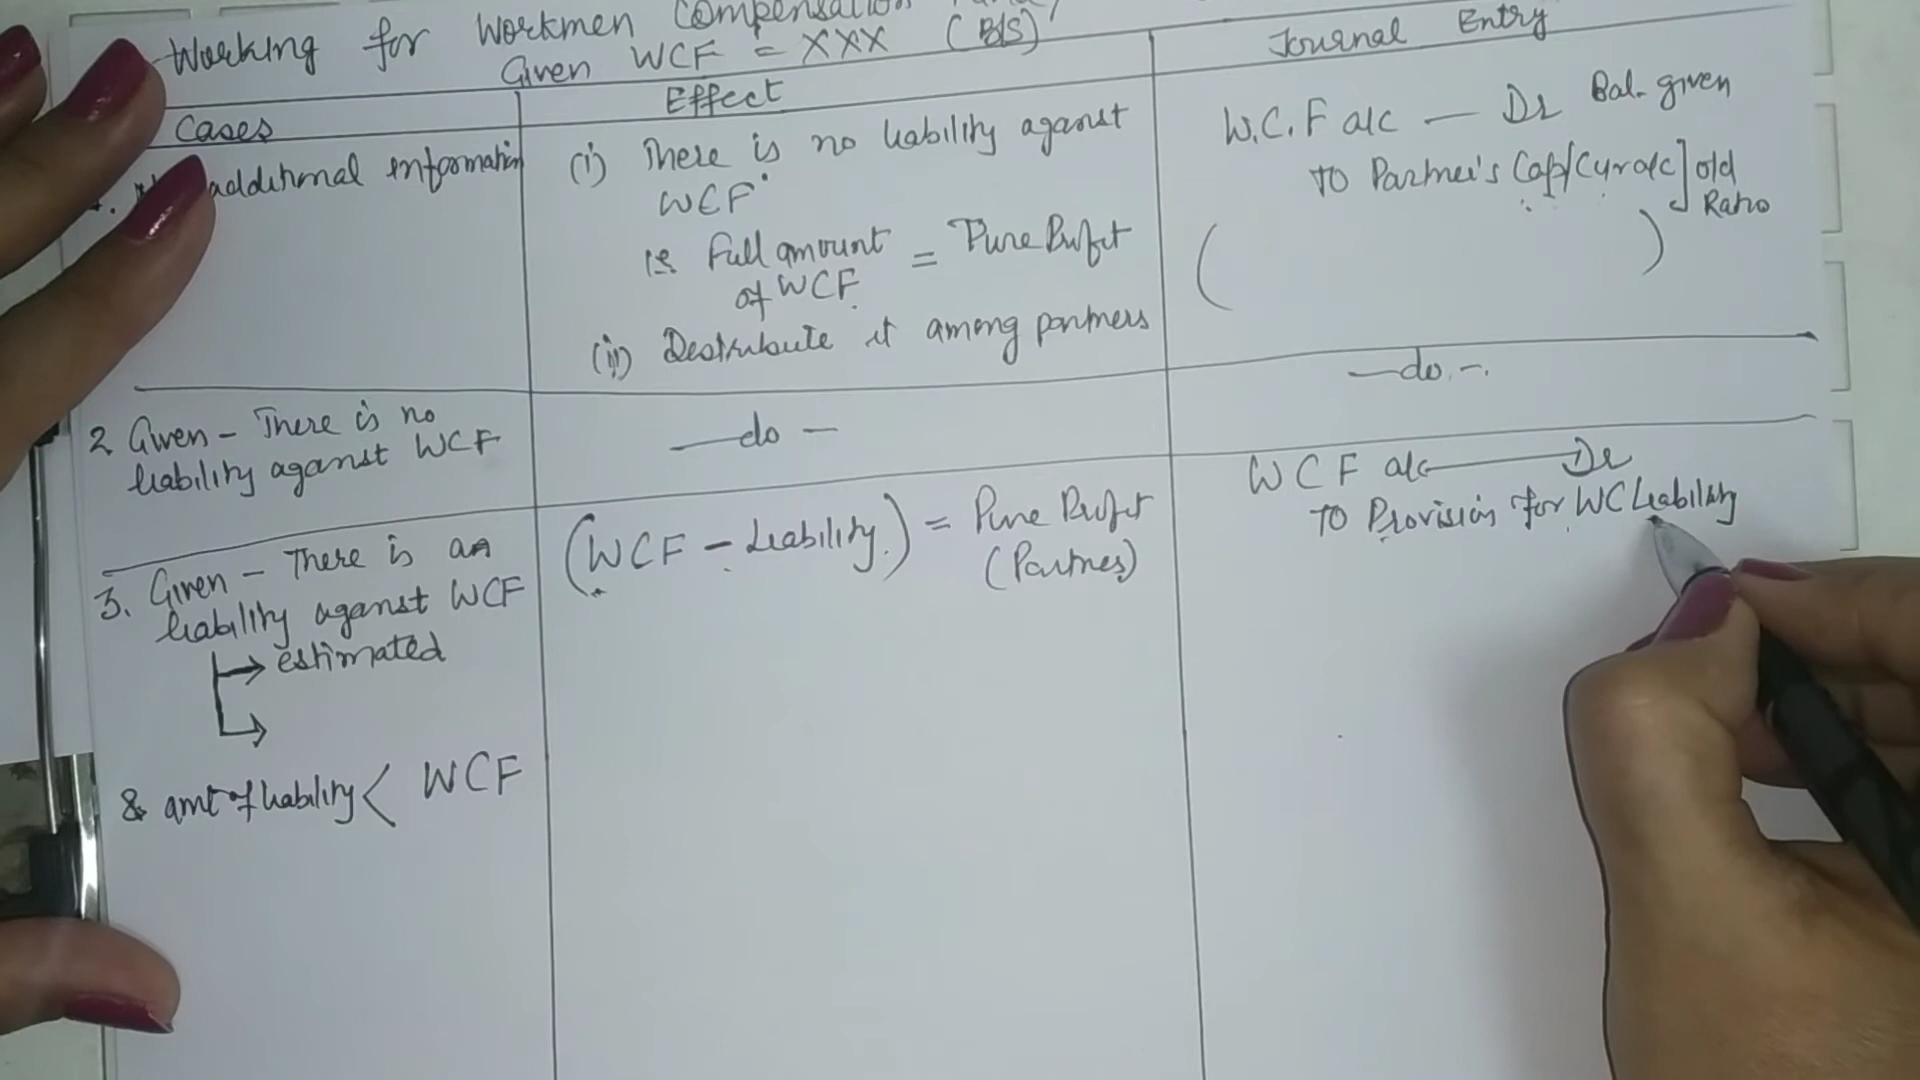 Working for Workmen Compensation
Given WCF = XXX (B/S)
Cases
Effect
Journal Entry
additional information
(i) There is no liability against
WCF
is Full amount = Pure Profit
of WCF
(ii) Destribute it among partners
W.C.F a/c — Dr Bal. given
TO Partner's Cap/Cur a/c] old
Ratio
( )
2 Given - There is no
liability against WCF
— do —
— do. —.
3. Given - There is an
liability against WCF
→ estimated
→
& amt of liability < WCF
(WCF - Liability.) = Pure Profit
(Partners)
WCF a/c — Dr
TO Provision for WC Liability